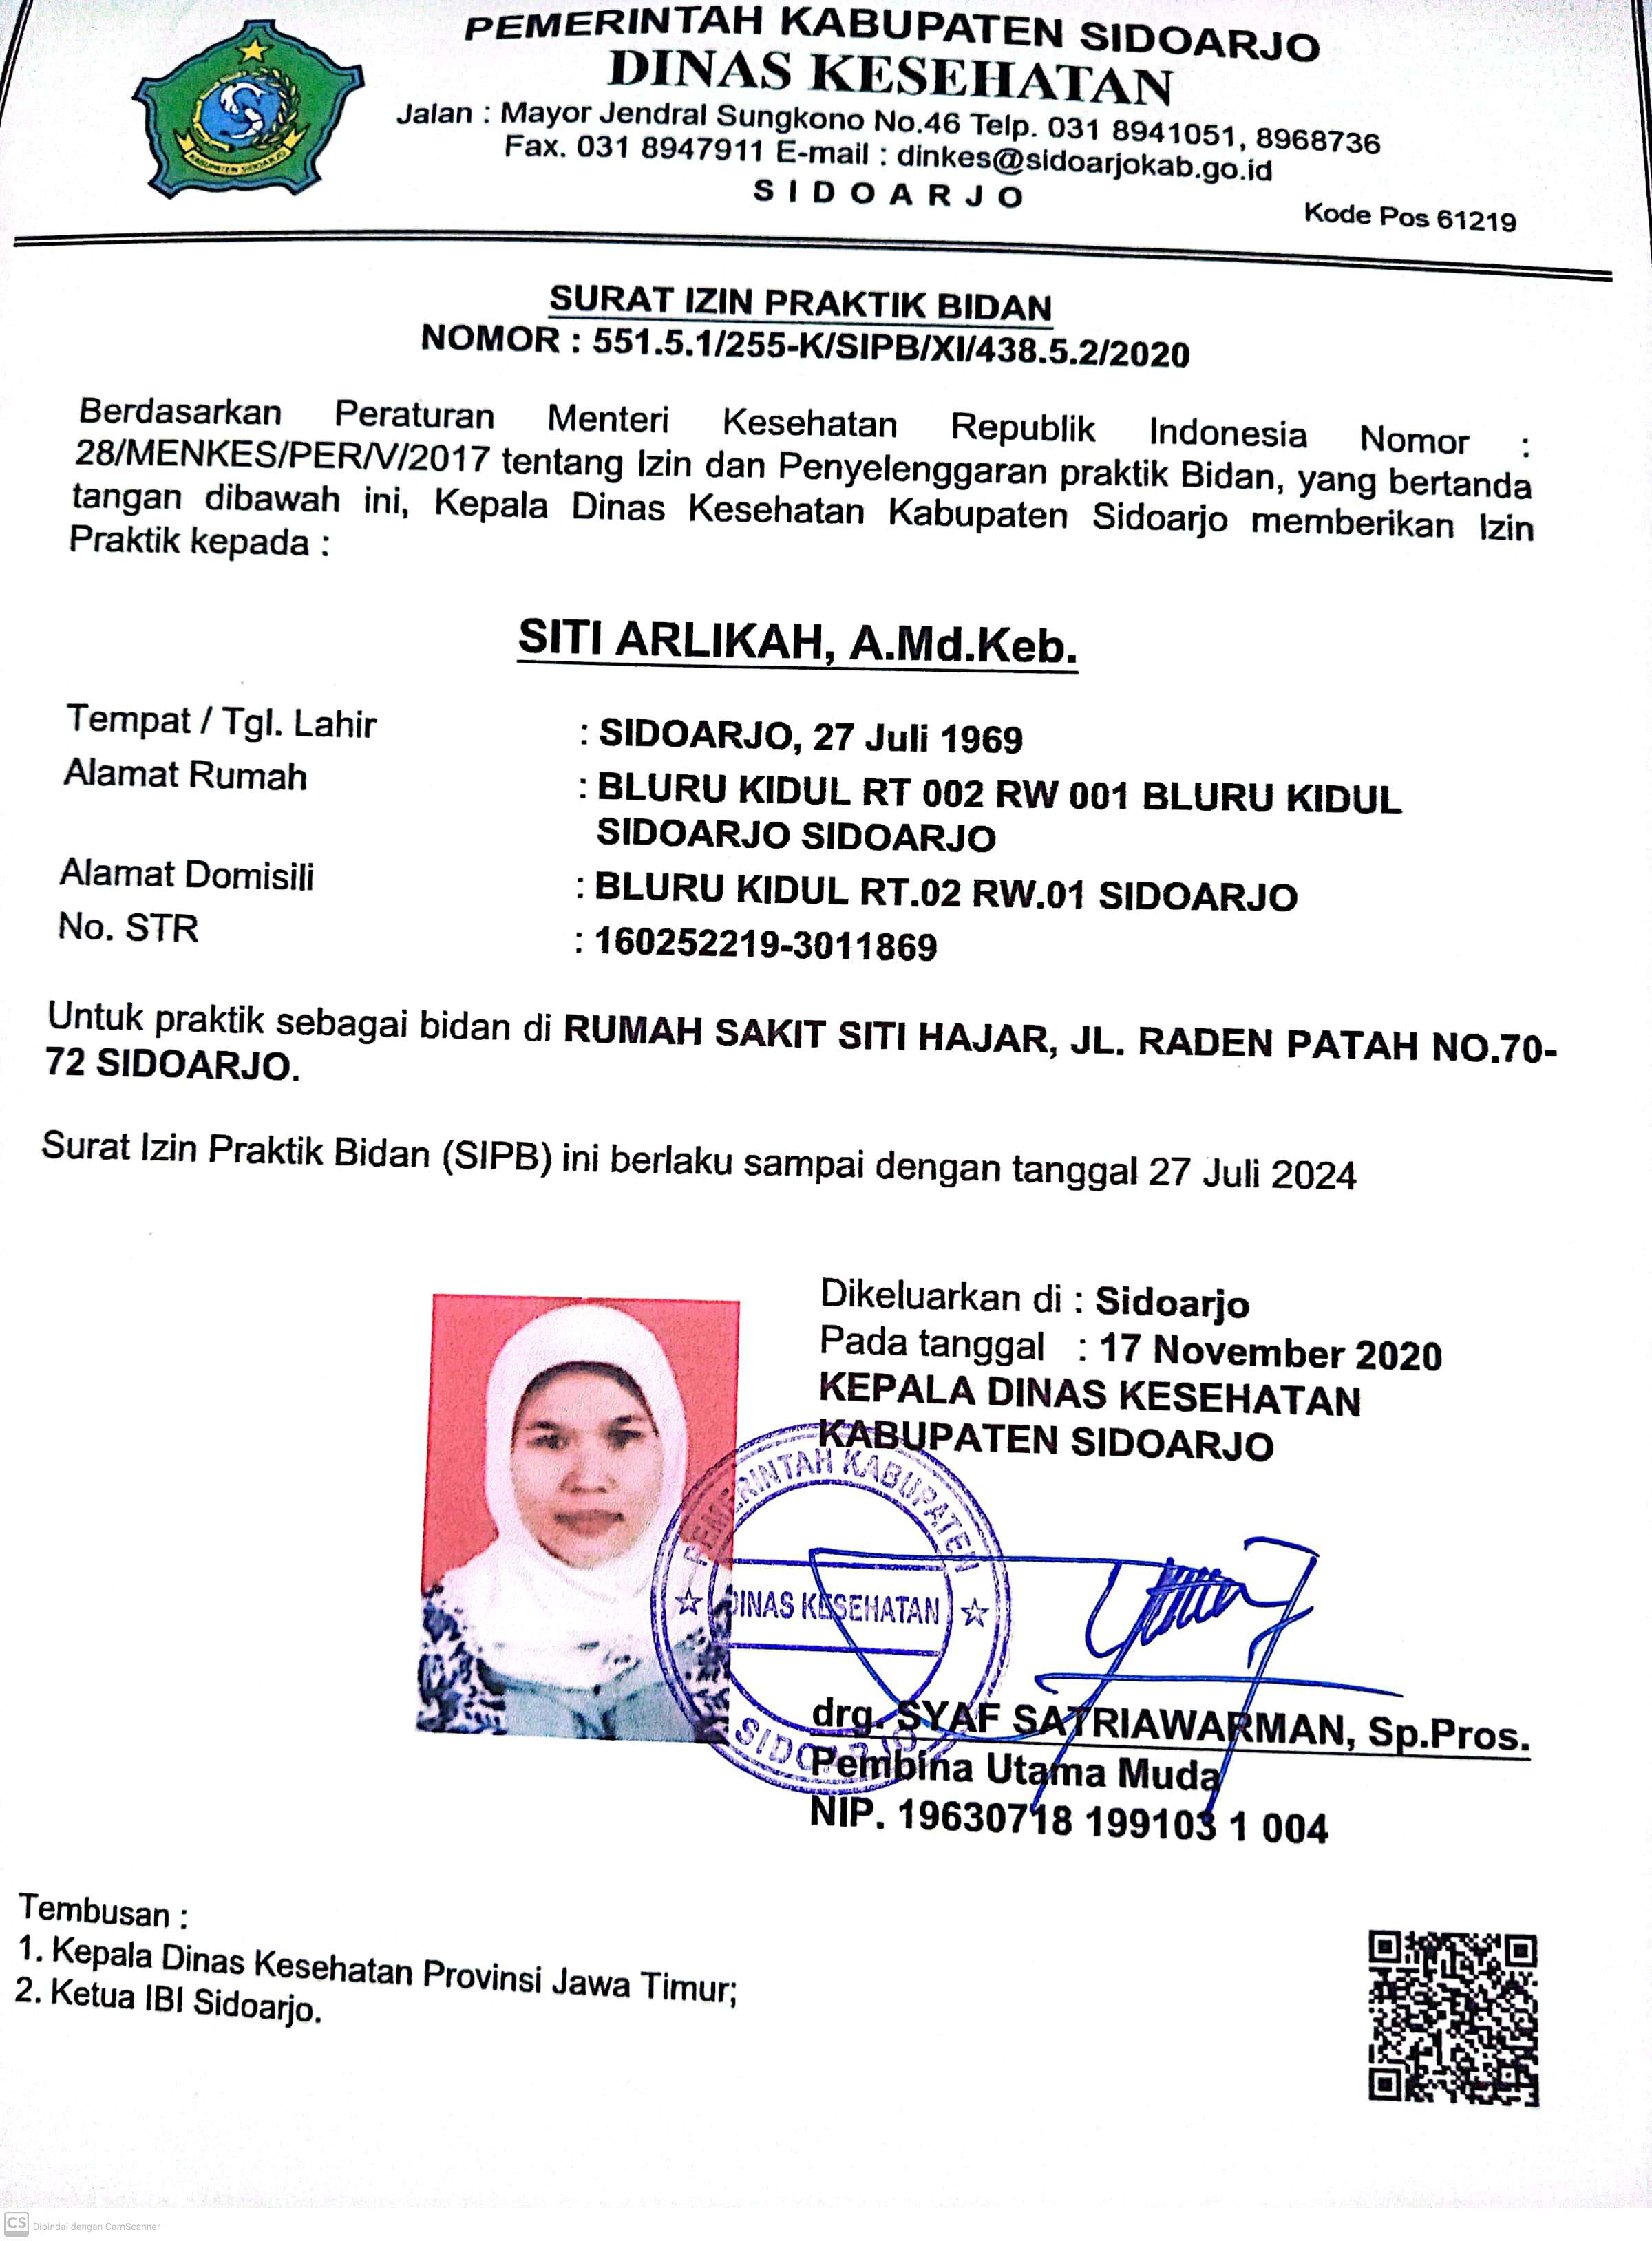 PEMERINTAH KABUPATEN SIDOARJO
DINAS KESEHATAN
Jalan : Mayor Jendral Sungkono No.46 Telp. 031 8941051, 8968736
Fax. 031 8947911 E-mail : dinkes@sidoarjokab.go.id
SIDOARJO
Kode Pos 61219
KABUPATEN SIDOARJO
SURAT IZIN PRAKTIK BIDAN
NOMOR : 551.5.1/255-K/SIPB/XI/438.5.2/2020
Berdasarkan Peraturan Menteri Kesehatan Republik Indonesia Nomor :
28/MENKES/PER/V/2017 tentang Izin dan Penyelenggaran praktik Bidan, yang bertanda
tangan dibawah ini, Kepala Dinas Kesehatan Kabupaten Sidoarjo memberikan Izin
Praktik kepada :
SITI ARLIKAH, A.Md.Keb.
Tempat / Tgl. Lahir : SIDOARJO, 27 Juli 1969
Alamat Rumah : BLURU KIDUL RT 002 RW 001 BLURU KIDUL
SIDOARJO SIDOARJO
Alamat Domisili : BLURU KIDUL RT.02 RW.01 SIDOARJO
No. STR : 160252219-3011869
Untuk praktik sebagai bidan di RUMAH SAKIT SITI HAJAR, JL. RADEN PATAH NO.70-
72 SIDOARJO.
Surat Izin Praktik Bidan (SIPB) ini berlaku sampai dengan tanggal 27 Juli 2024
Dikeluarkan di : Sidoarjo
Pada tanggal : 17 November 2020
KEPALA DINAS KESEHATAN
KABUPATEN SIDOARJO
PEMERINTAH KABUPATEN
DINAS KESEHATAN
SIDOARJO
drg. SYAF SATRIAWARMAN, Sp.Pros.
Pembina Utama Muda
NIP. 19630718 199103 1 004
Tembusan :
1. Kepala Dinas Kesehatan Provinsi Jawa Timur;
2. Ketua IBI Sidoarjo.
CS Dipindai dengan CamScanner